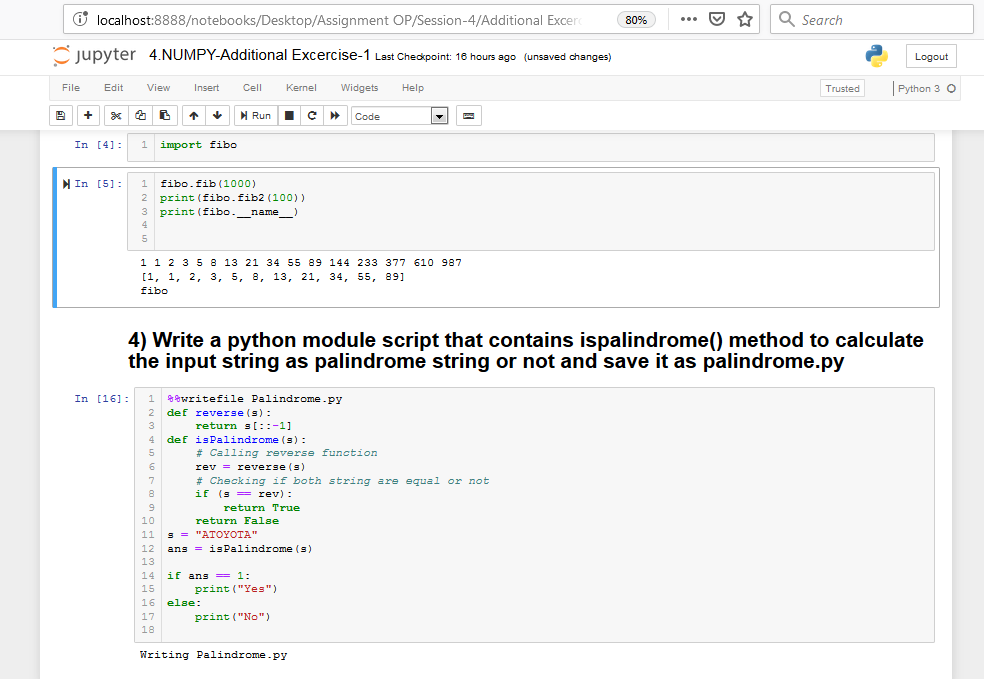 localhost:8888/notebooks/Desktop/Assignment OP/Session-4/Additional Excer
80%
Search
jupyter 4.NUMPY-Additional Excercise-1 Last Checkpoint: 16 hours ago (unsaved changes)
Logout
File Edit View Insert Cell Kernel Widgets Help
Trusted
Python 3
Run
Code
In [4]:
1 import fibo
In [5]:
1 fibo.fib(1000)
2 print(fibo.fib2(100))
3 print(fibo.__name__)
4
5
1 1 2 3 5 8 13 21 34 55 89 144 233 377 610 987
[1, 1, 2, 3, 5, 8, 13, 21, 34, 55, 89]
fibo
4) Write a python module script that contains ispalindrome() method to calculate
the input string as palindrome string or not and save it as palindrome.py
In [16]:
1 %%writefile Palindrome.py
2 def reverse(s):
3     return s[::-1]
4 def isPalindrome(s):
5     # Calling reverse function
6     rev = reverse(s)
7     # Checking if both string are equal or not
8     if (s == rev):
9         return True
10     return False
11 s = "ATOYOTA"
12 ans = isPalindrome(s)
13
14 if ans == 1:
15     print("Yes")
16 else:
17     print("No")
18
Writing Palindrome.py